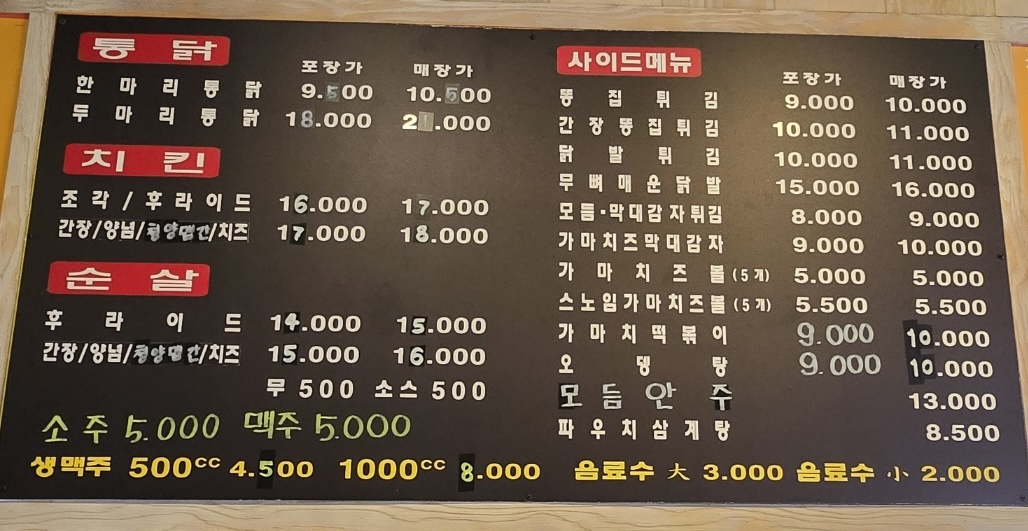 통 닭
포장가 매장가
한 마 리 통 닭 9.500 10.500
두 마 리 통 닭 18.000 2 .000
치 킨
조 각 / 후 라 이 드 16.000 17.000
간장/양념/청양맵간/치즈 17.000 18.000
순 살
후 라 이 드 14.000 15.000
간장/양념/청양맵간/치즈 15.000 16.000
무 500 소스 500
소주 5.000 맥주 5.000
생맥주 500cc 4.500 1000cc 8.000
사이드메뉴
포장가 매장가
똥 집 튀 김 9.000 10.000
간 장 똥 집 튀 김 10.000 11.000
닭 발 튀 김 10.000 11.000
무 뼈 매 운 닭 발 15.000 16.000
모듬·막대감자튀김 8.000 9.000
가마치즈막대감자 9.000 10.000
가 마 치 즈 볼 (5개) 5.000 5.000
스노잉가마치즈볼 (5개) 5.500 5.500
가 마 치 떡 볶 이 9.000 10.000
오 뎅 탕 9.000 10.000
모 듬 안 주 13.000
파 우 치 삼 계 탕 8.500
음료수 大 3.000 음료수 小 2.000